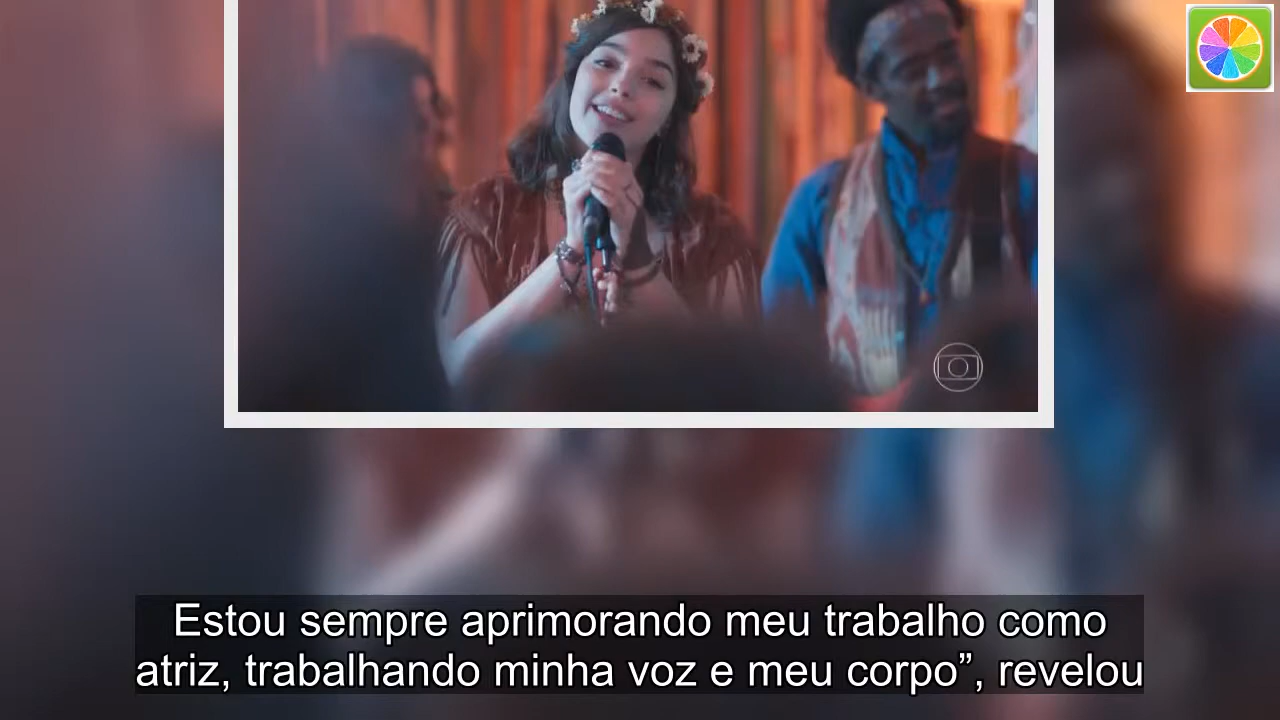 Estou sempre aprimorando meu trabalho como
atriz, trabalhando minha voz e meu corpo”, revelou